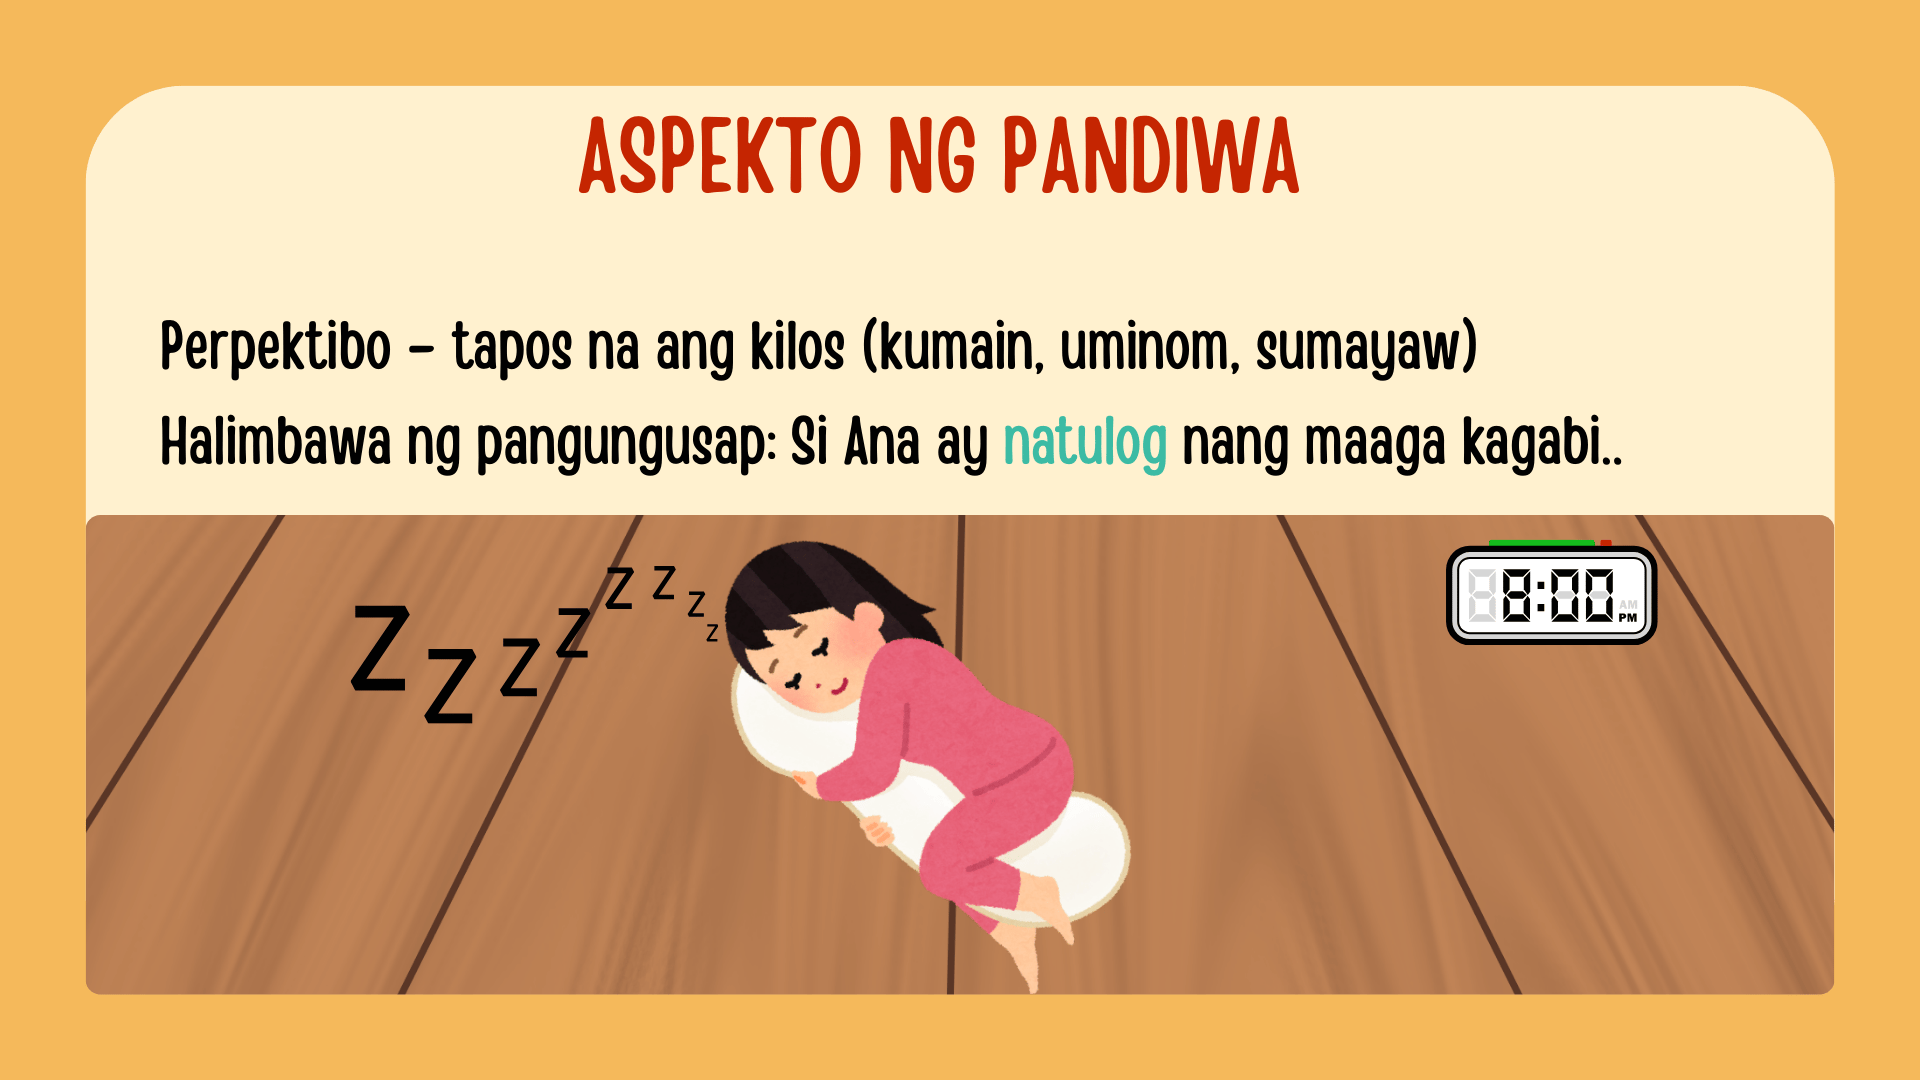 ASPEKTO NG PANDIWA
Perpektibo – tapos na ang kilos (kumain, uminom, sumayaw)
Halimbawa ng pangungusap: Si Ana ay natulog nang maaga kagabi..
Z Z Z Z Z Z Z Z
8:00 AM PM